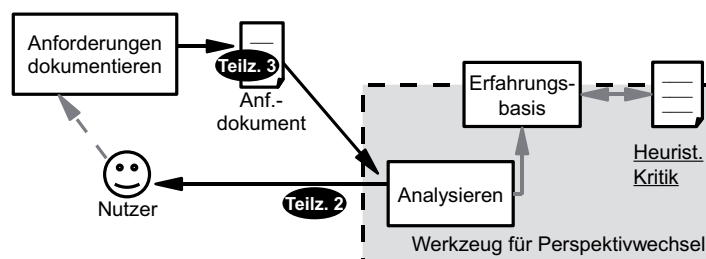 Anforderungen
dokumentieren
Teilz. 3
Anf.-
dokument
Erfahrungs-
basis
Heurist.
Kritik
Nutzer
Teilz. 2
Analysieren
Werkzeug für Perspektivwechsel